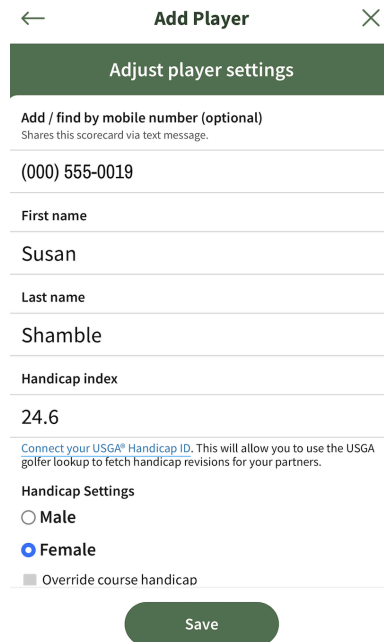 Add Player
Adjust player settings
Add / find by mobile number (optional)
Shares this scorecard via text message.
(000) 555-0019
First name
Susan
Last name
Shamble
Handicap index
24.6
Connect your USGA® Handicap ID. This will allow you to use the USGA
golfer lookup to fetch handicap revisions for your partners.
Handicap Settings
Male
Female
Override course handicap
Save